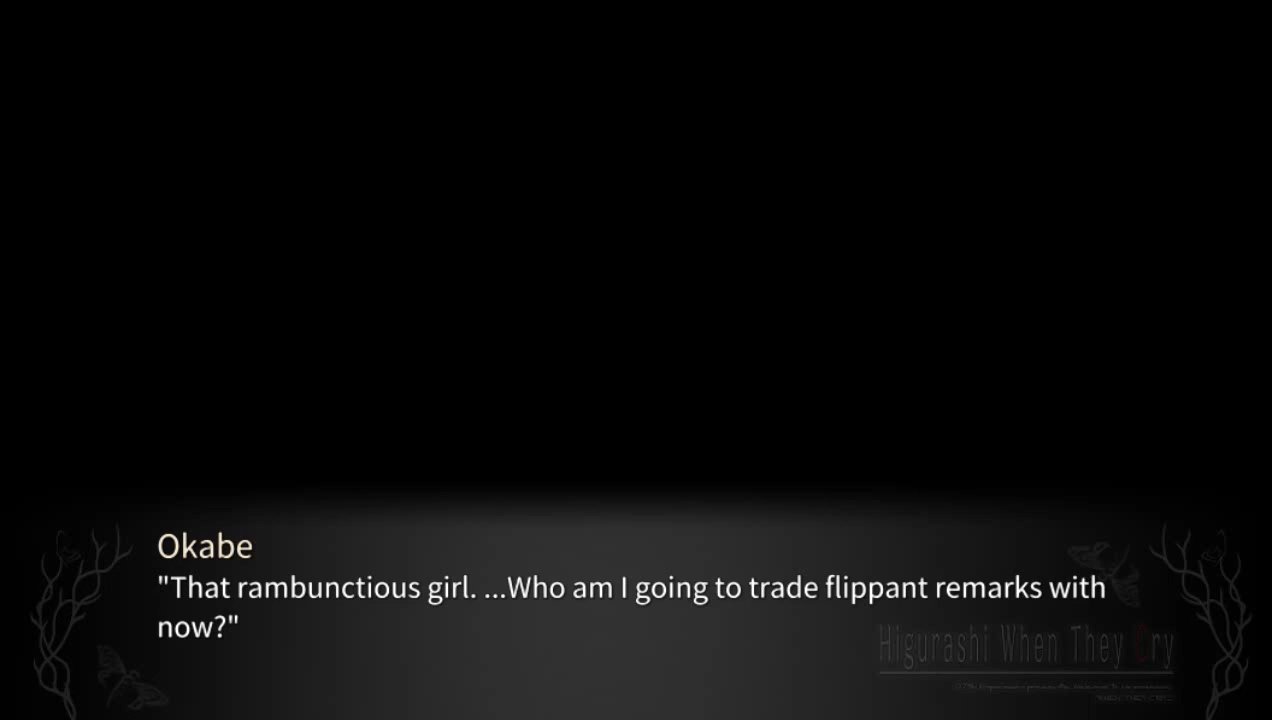 Okabe
"That rambunctious girl. ...Who am I going to trade flippant remarks with
now?"
Higurashi When They Cry